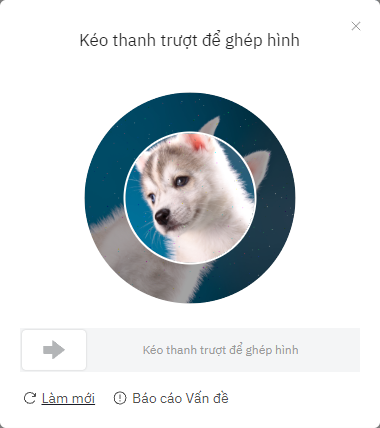 Kéo thanh trượt để ghép hình
Kéo thanh trượt để ghép hình
Làm mới Báo cáo Vấn đề